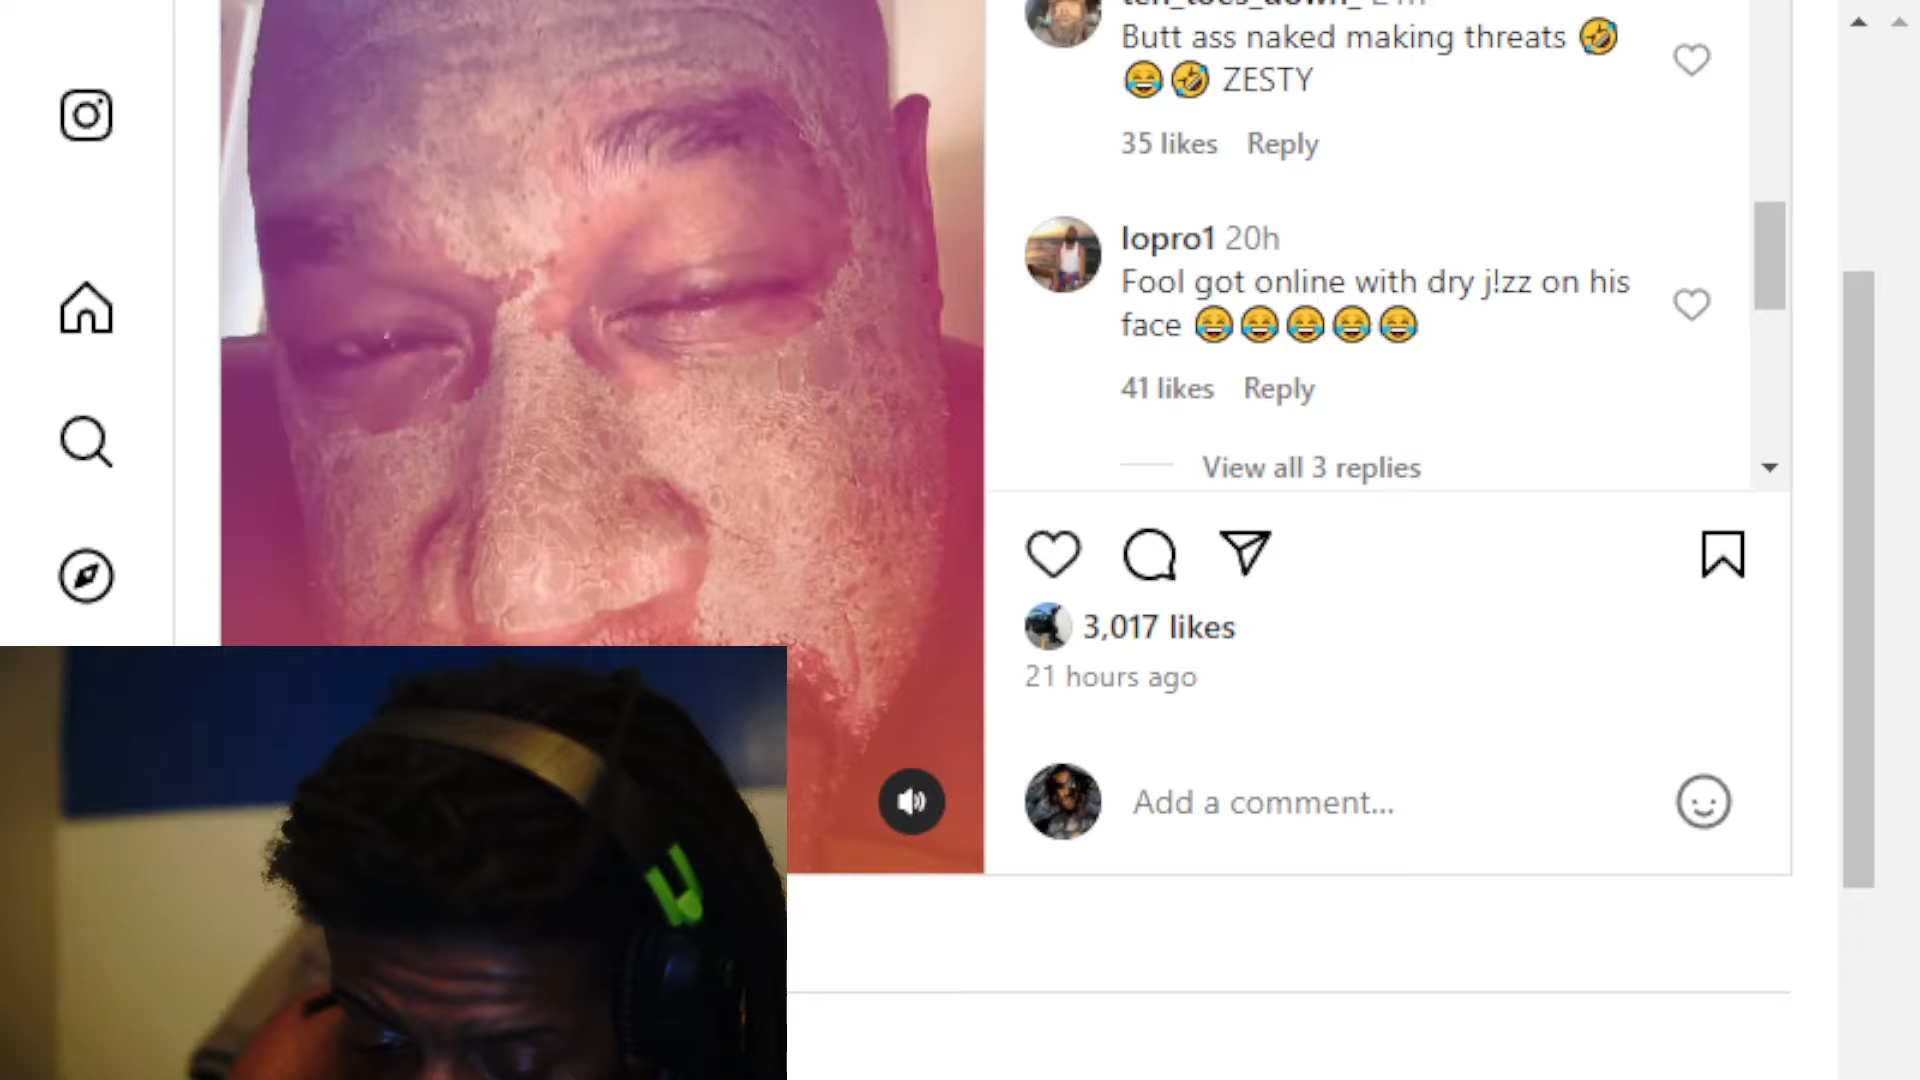 Butt ass naked making threats 🤣
😂🤣 ZESTY
35 likes Reply
lopro1 20h
Fool got online with dry j!zz on his
face 😂😂😂😂😂
41 likes Reply
View all 3 replies
3,017 likes
21 hours ago
Add a comment...